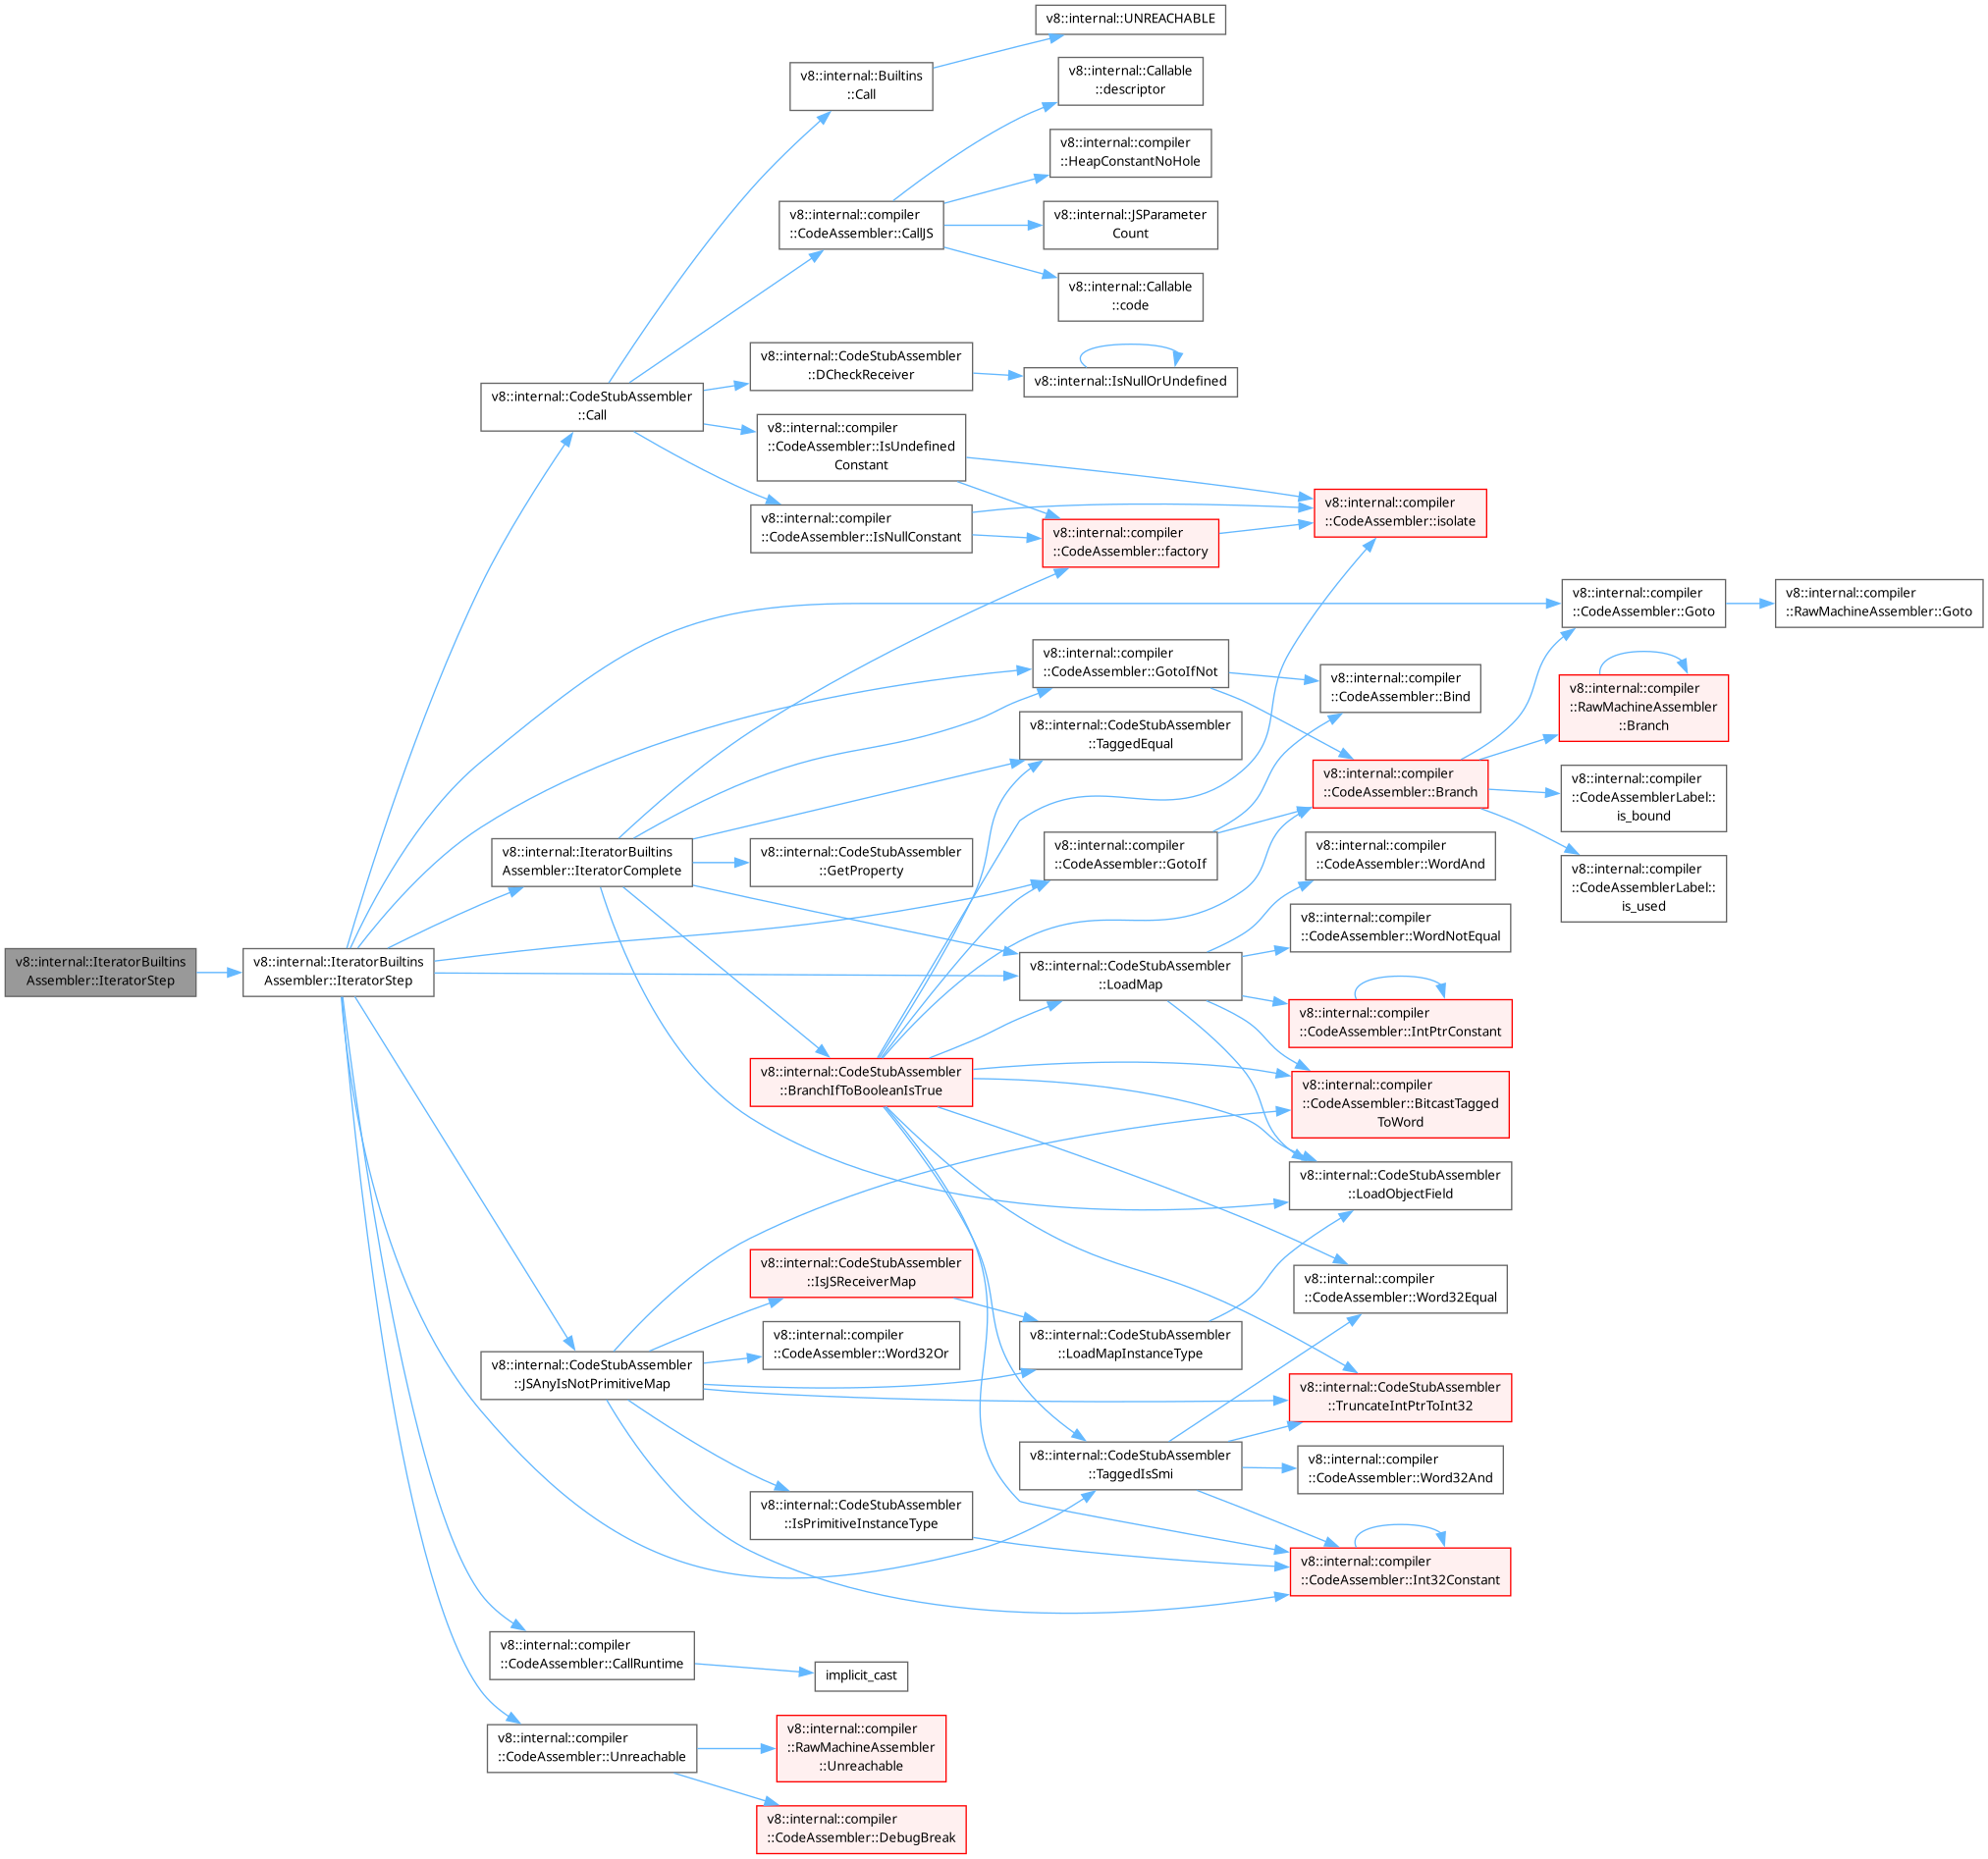 v8::internal::IteratorBuiltins
Assembler::IteratorStep
v8::internal::IteratorBuiltins
Assembler::IteratorStep
v8::internal::CodeStubAssembler
::Call
v8::internal::Builtins
::Call
v8::internal::UNREACHABLE
v8::internal::compiler
::CodeAssembler::CallJS
v8::internal::Callable
::descriptor
v8::internal::compiler
::HeapConstantNoHole
v8::internal::JSParameter
Count
v8::internal::Callable
::code
v8::internal::CodeStubAssembler
::DCheckReceiver
v8::internal::IsNullOrUndefined
v8::internal::compiler
::CodeAssembler::IsUndefined
Constant
v8::internal::compiler
::CodeAssembler::IsNullConstant
v8::internal::compiler
::CodeAssembler::factory
v8::internal::compiler
::CodeAssembler::isolate
v8::internal::compiler
::CodeAssembler::Goto
v8::internal::compiler
::RawMachineAssembler::Goto
v8::internal::compiler
::CodeAssembler::GotoIfNot
v8::internal::compiler
::CodeAssembler::Bind
v8::internal::compiler
::RawMachineAssembler
::Branch
v8::internal::CodeStubAssembler
::TaggedEqual
v8::internal::compiler
::CodeAssembler::Branch
v8::internal::compiler
::CodeAssemblerLabel::
is_bound
v8::internal::compiler
::CodeAssemblerLabel::
is_used
v8::internal::IteratorBuiltins
Assembler::IteratorComplete
v8::internal::CodeStubAssembler
::GetProperty
v8::internal::compiler
::CodeAssembler::GotoIf
v8::internal::compiler
::CodeAssembler::WordAnd
v8::internal::compiler
::CodeAssembler::WordNotEqual
v8::internal::CodeStubAssembler
::LoadMap
v8::internal::compiler
::CodeAssembler::IntPtrConstant
v8::internal::CodeStubAssembler
::BranchIfToBooleanIsTrue
v8::internal::compiler
::CodeAssembler::BitcastTagged
ToWord
v8::internal::CodeStubAssembler
::LoadObjectField
v8::internal::CodeStubAssembler
::IsJSReceiverMap
v8::internal::compiler
::CodeAssembler::Word32Equal
v8::internal::compiler
::CodeAssembler::Word32Or
v8::internal::CodeStubAssembler
::LoadMapInstanceType
v8::internal::CodeStubAssembler
::JSAnyIsNotPrimitiveMap
v8::internal::CodeStubAssembler
::TruncateIntPtrToInt32
v8::internal::CodeStubAssembler
::TaggedIsSmi
v8::internal::compiler
::CodeAssembler::Word32And
v8::internal::CodeStubAssembler
::IsPrimitiveInstanceType
v8::internal::compiler
::CodeAssembler::Int32Constant
v8::internal::compiler
::CodeAssembler::CallRuntime
implicit_cast
v8::internal::compiler
::CodeAssembler::Unreachable
v8::internal::compiler
::RawMachineAssembler
::Unreachable
v8::internal::compiler
::CodeAssembler::DebugBreak